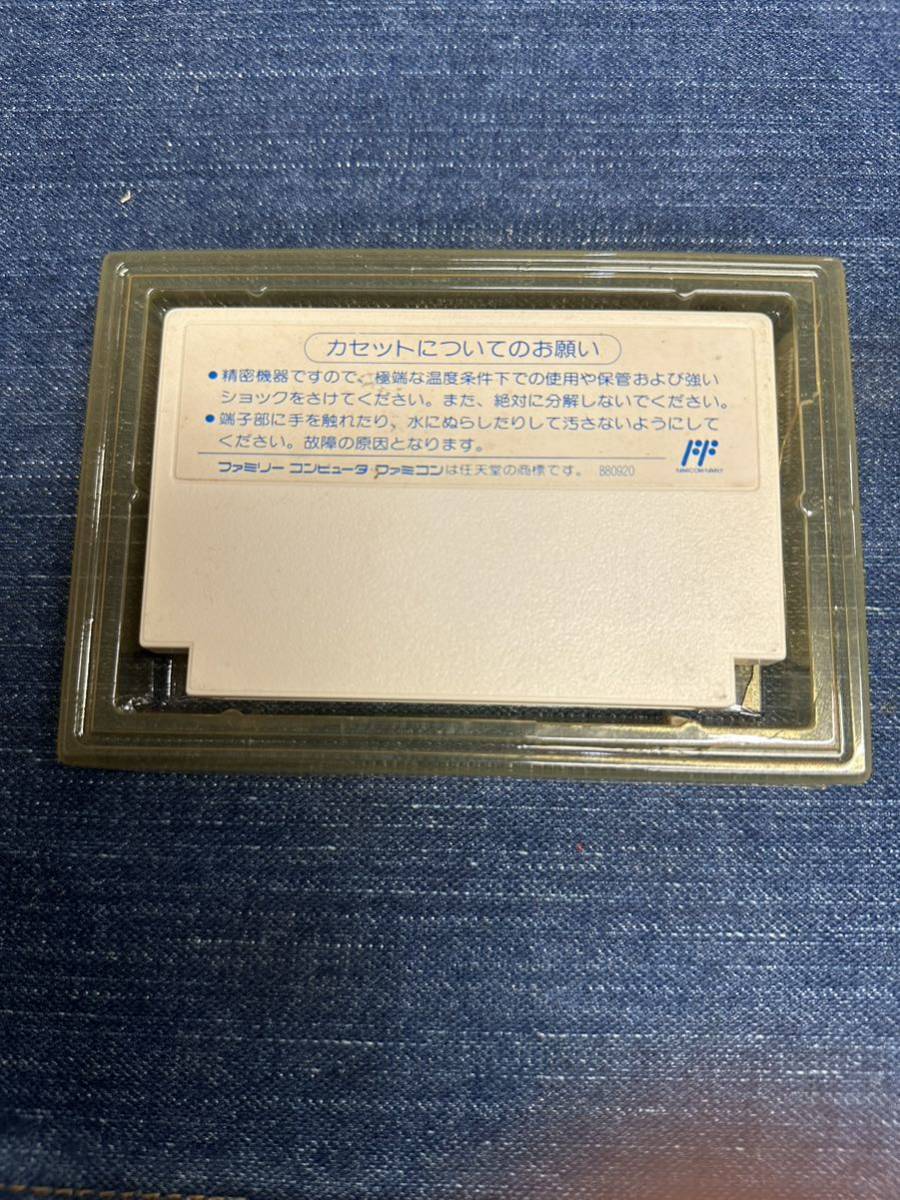 カセットについてのお願い
●精密機器ですので、極端な温度条件下での使用や保管および強い
ショックをさけてください。また、絶対に分解しないでください。
●端子部に手を触れたり、水にぬらしたりして汚さないようにして
ください。故障の原因となります。
ファミリー コンピュータ・ファミコンは任天堂の商標です。 880920